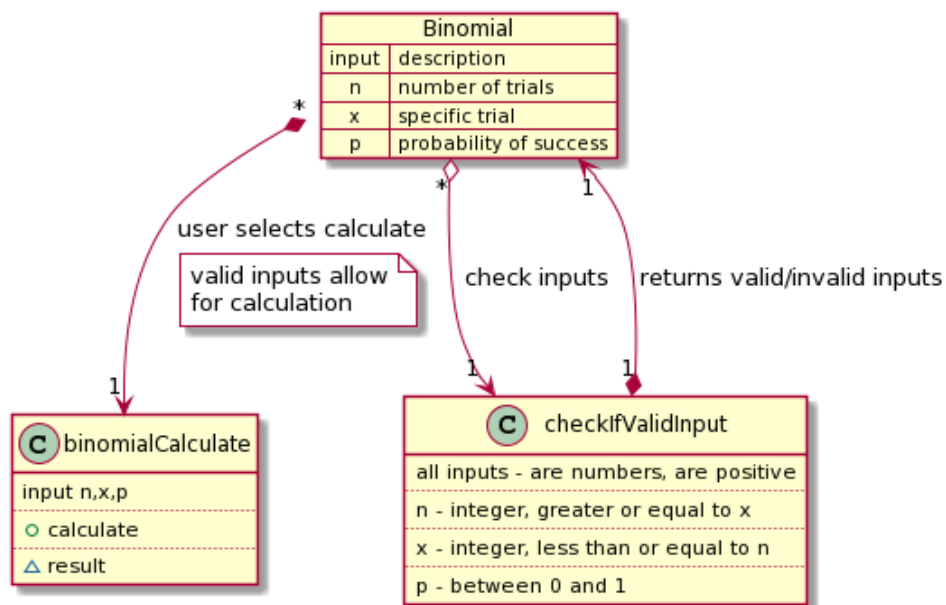 Binomial
input description
n number of trials
x specific trial
p probability of success
*
*
1
user selects calculate
valid inputs allow
for calculation
check inputs
returns valid/invalid inputs
1
1
1
C binomialCalculate
input n,x,p
calculate
result
C checkIfValidInput
all inputs - are numbers, are positive
n - integer, greater or equal to x
x - integer, less than or equal to n
p - between 0 and 1